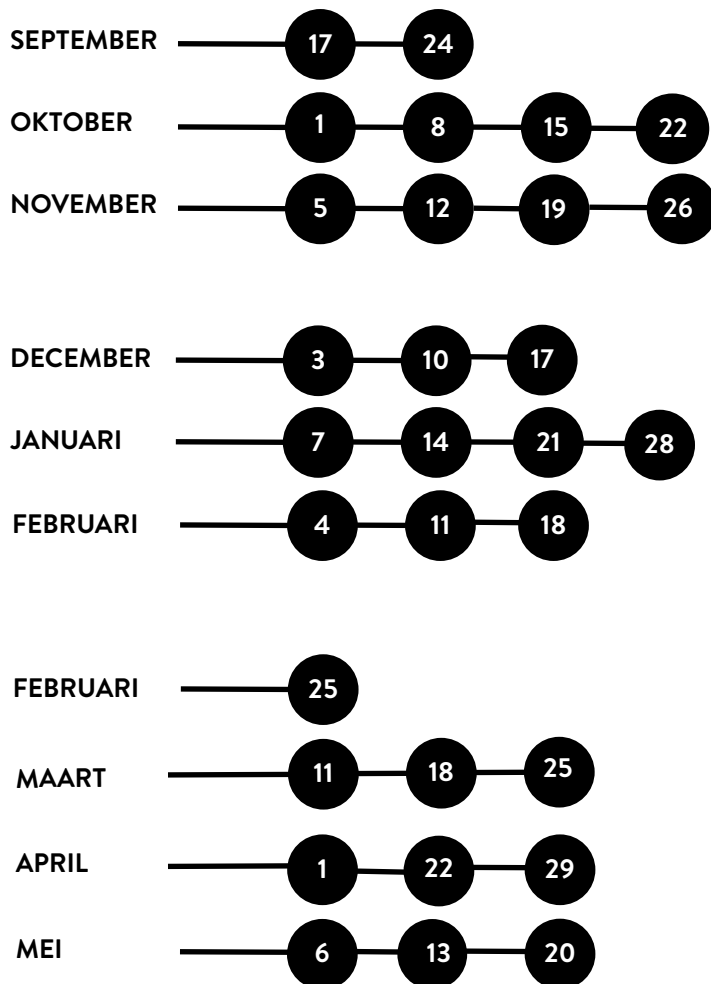 SEPTEMBER 17 24
OKTOBER 1 8 15 22
NOVEMBER 5 12 19 26
DECEMBER 3 10 17
JANUARI 7 14 21 28
FEBRUARI 4 11 18
FEBRUARI 25
MAART 11 18 25
APRIL 1 22 29
MEI 6 13 20